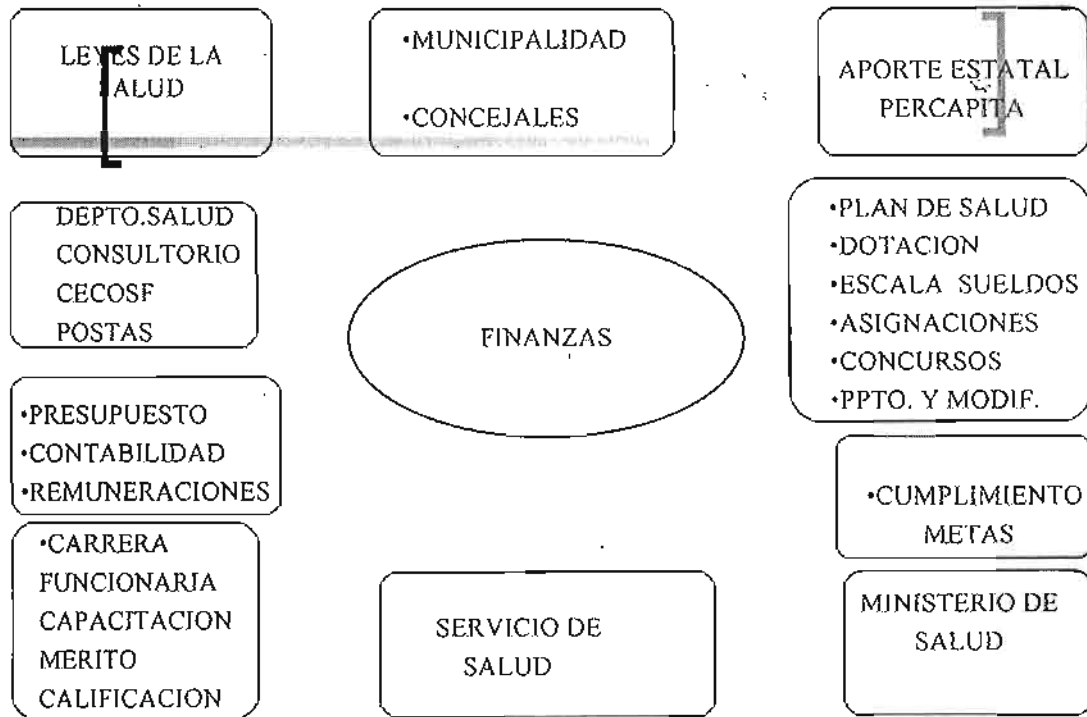 LEYES DE LA
SALUD
•MUNICIPALIDAD
•CONCEJALES
APORTE ESTATAL
PERCAPITA
DEPTO.SALUD
CONSULTORIO
CECOSF
POSTAS
FINANZAS
•PLAN DE SALUD
•DOTACION
•ESCALA SUELDOS
•ASIGNACIONES
•CONCURSOS
•PPTO. Y MODIF.
•PRESUPUESTO
•CONTABILIDAD
•REMUNERACIONES
•CUMPLIMIENTO
METAS
•CARRERA
FUNCIONARIA
CAPACITACION
MERITO
CALIFICACION
SERVICIO DE
SALUD
MINISTERIO DE
SALUD